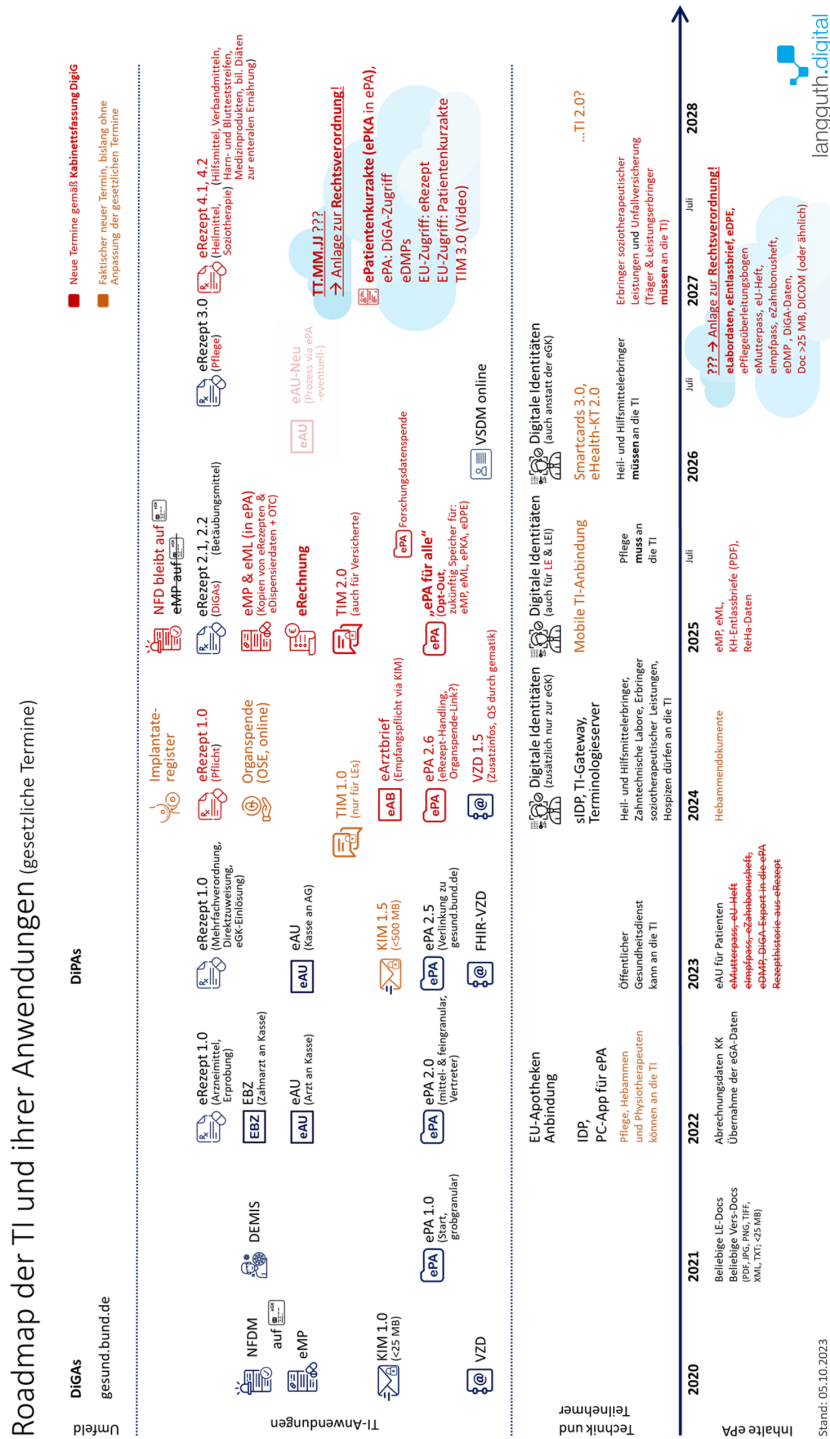 Roadmap der TI und ihrer Anwendungen (gesetzliche Termine)
Neue Termine gemäß Kabinettsfassung DigiG
Faktischer neuer Termin, bislang ohne
Anpassung der gesetzlichen Termine
Umfeld
DiGAs
gesund.bund.de
DiPAs
TI-Anwendungen
NFDM
auf
eMP
KIM 1.0
(<25 MB)
VZD
DEMIS
ePA
ePA 1.0
(Start,
grobgranular)
eRezept 1.0
(Arzneimittel,
Erprobung)
EBZ
EBZ
(Zahnarzt an Kasse)
eAU
eAU
(Arzt an Kasse)
ePA
ePA 2.0
(mittel- & feingranular,
Vertreter)
eRezept 1.0
(Mehrfachverordnung,
Direktzuweisung,
eGK-Einlösung)
eAU
eAU
(Kasse an AG)
KIM 1.5
(<500 MB)
ePA
ePA 2.5
(Verlinkung zu
gesund.bund.de)
FHIR-VZD
Implantate-
register
eRezept 1.0
(Pflicht)
Organspende
(OSE, online)
TIM 1.0
(nur für LEs)
eAB
eArztbrief
(Empfangspflicht via KIM)
ePA
ePA 2.6
(eRezept-Handling,
Organspende-Link?)
VZD 1.5
(Zusatzinfos, QS durch gematik)
NFD bleibt auf
eMP auf
eRezept 2.1, 2.2
(DiGAs) (Betäubungsmittel)
eMP & eML (in ePA)
(Kopien von eRezepten &
eDispensierdaten + OTC)
eRechnung
TIM 2.0
(auch für Versicherte)
ePA
Forschungsdatenspende
ePA
„ePA für alle“
(Opt-Out,
zukünftig Speicher für:
eMP, eML, ePKA, eDPE)
VSDM online
eRezept 3.0
(Pflege)
eAU
eAU-Neu
(Prozess via ePA
-eventuell-)
eRezept 4.1, 4.2
(Heilmittel, (Hilfsmittel, Verbandmitteln,
Soziotherapie) Harn- und Blutteststreifen,
Medizinprodukten, bil. Diäten
zur enteralen Ernährung)
TT.MM.JJ ???
→ Anlage zur Rechtsverordnung!
ePatientenkurzakte (ePKA in ePA),
ePA: DiGA-Zugriff
eDMPs
EU-Zugriff: eRezept
EU-Zugriff: Patientenkurzakte
TIM 3.0 (Video)
Technik und
Teilnehmer
EU-Apotheken
Anbindung
IDP,
PC-App für ePA
Pflege, Hebammen
und Physiotherapeuten
können an die TI
Öffentlicher
Gesundheitsdienst
kann an die TI
Digitale Identitäten
(zusätzlich nur zur eGK)
sIDP, TI-Gateway,
Terminologieserver
Heil- und Hilfsmittelerbringer,
Zahntechnische Labore, Erbringer
soziotherapeutischer Leistungen,
Hospizen dürfen an die TI
Digitale Identitäten
(auch für LE & LEI)
Mobile TI-Anbindung
Pflege
muss an
die TI
Digitale Identitäten
(auch anstatt der eGK)
Smartcards 3.0,
eHealth-KT 2.0
Heil- und Hilfsmittelerbringer
müssen an die TI
Erbringer soziotherapeutischer
Leistungen und Unfallversicherung
(Träger & Leistungserbringer
müssen an die TI)
...TI 2.0?
2020
2021
2022
2023
2024
2025
Juli
2026
Juli
2027
Juli
2028
Inhalte ePA
Beliebige LE-Docs
Beliebige Vers-Docs
(PDF, JPG, PNG, TIFF,
XML, TXT; <25 MB)
Abrechnungsdaten KK
Übernahme der eGA-Daten
eAU für Patienten
eMutterpass, eU-Heft
eImpfpass, eZahnbonusheft,
eDMP, DiGA-Export in die ePA
Rezepthistorie aus eRezept
Hebammendokumente
eMP, eML,
KH-Entlassbriefe (PDF),
ReHa-Daten
??? → Anlage zur Rechtsverordnung!
eLabordaten, eEntlassbrief, eDPE,
ePflegeüberleitungsbogen
eMutterpass, eU-Heft,
eImpfpass, eZahnbonusheft,
eDMP , DiGA-Daten,
Doc >25 MB, DICOM (oder ähnlich)
Stand: 05.10.2023
langguth.digital